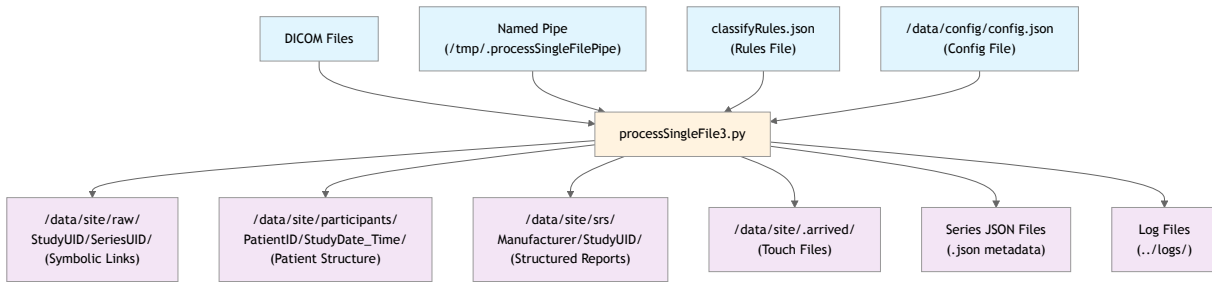 DICOM Files
Named Pipe
(/tmp/.processSingleFilePipe)
classifyRules.json
(Rules File)
/data/config/config.json
(Config File)
processSingleFile3.py
/data/site/raw/
StudyUID/SeriesUID/
(Symbolic Links)
/data/site/participants/
PatientID/StudyDate_Time/
(Patient Structure)
/data/site/srs/
Manufacturer/StudyUID/
(Structured Reports)
/data/site/.arrived/
(Touch Files)
Series JSON Files
(.json metadata)
Log Files
(../logs/)